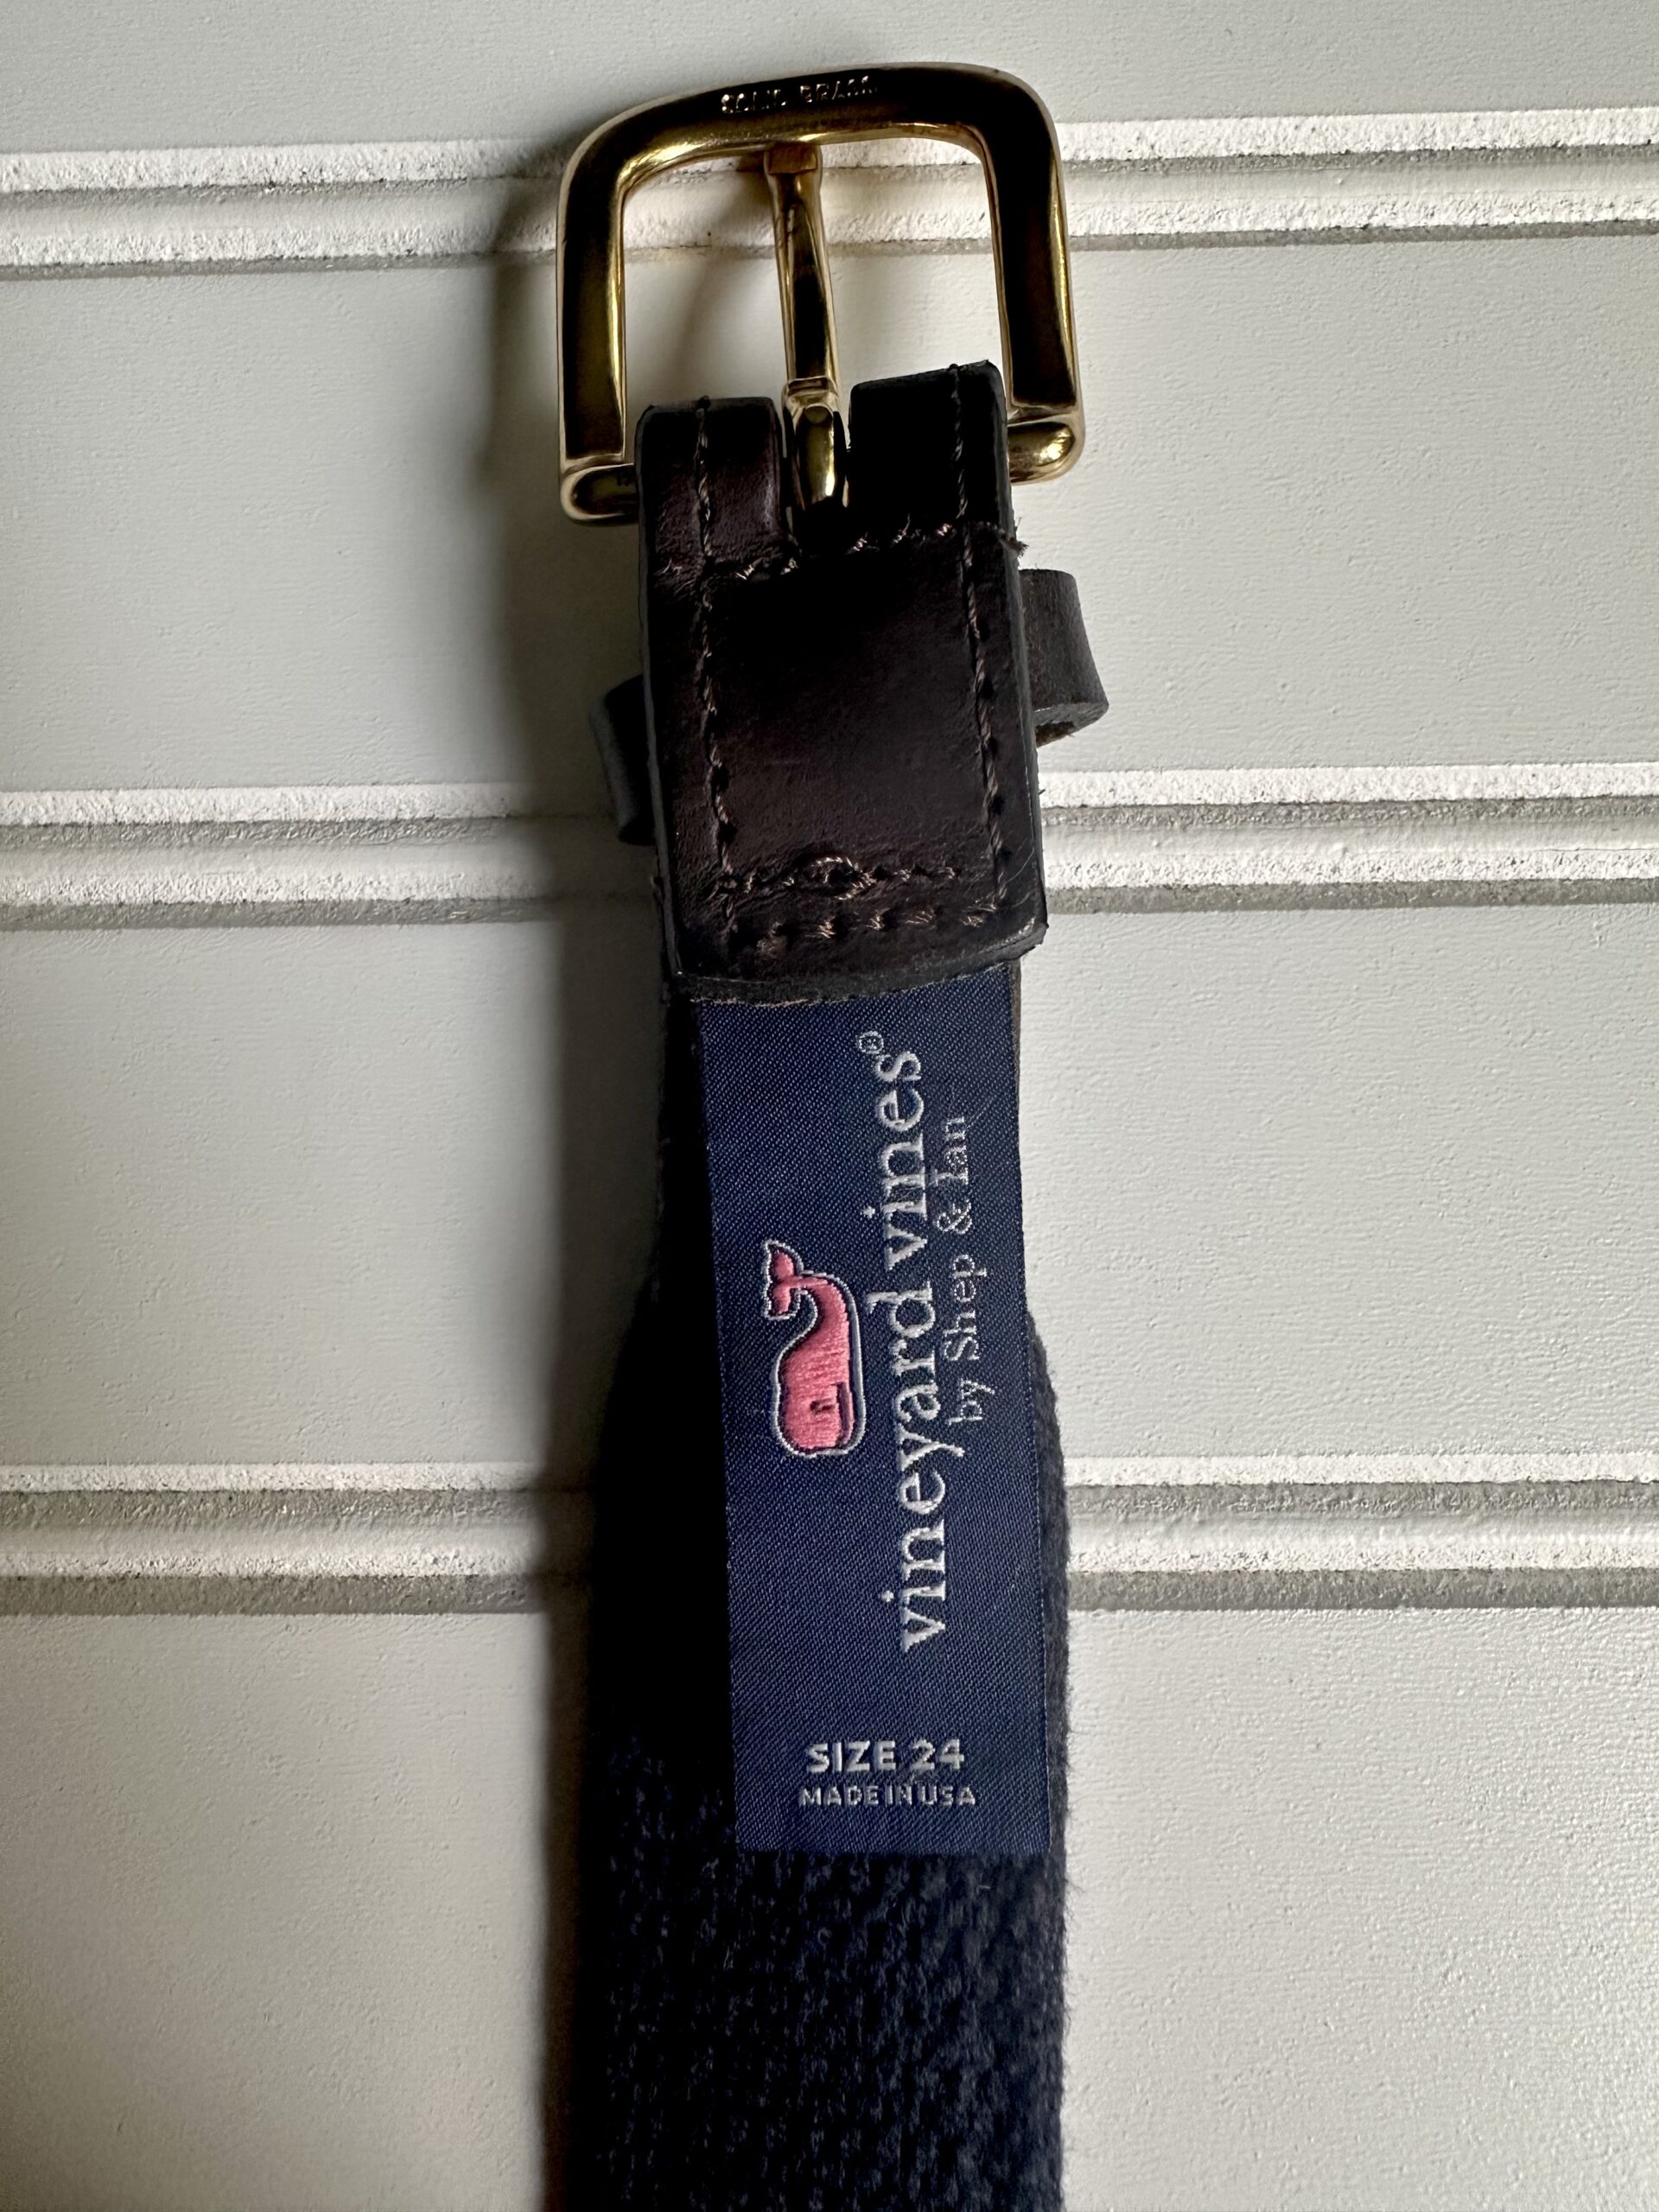 SOLID BRASS
vineyard vines®
by Shep & Ian
SIZE 24
MADE IN USA